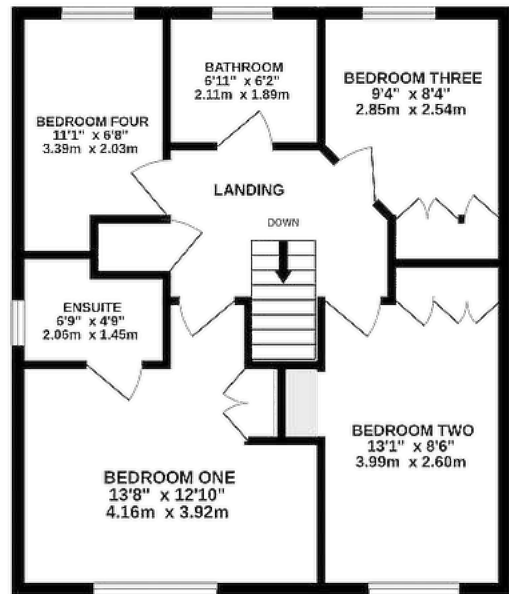 BATHROOM
6'11" x 6'2"
2.11m x 1.89m
BEDROOM THREE
9'4" x 8'4"
2.85m x 2.54m
BEDROOM FOUR
11'1" x 6'8"
3.39m x 2.03m
LANDING
DOWN
ENSUITE
6'9" x 4'9"
2.06m x 1.45m
BEDROOM TWO
13'1" x 8'6"
3.99m x 2.60m
BEDROOM ONE
13'8" x 12'10"
4.16m x 3.92m